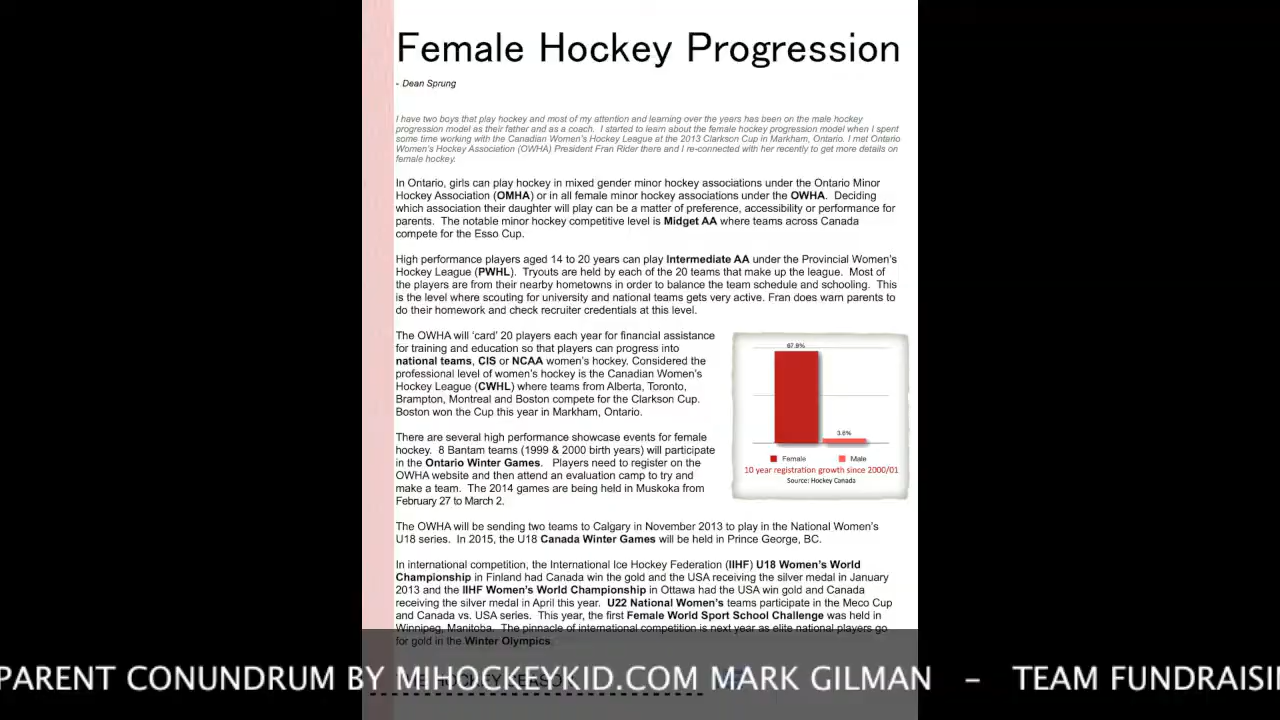 Female Hockey Progression
- Dean Sprung
I have two boys that play hockey and most of my attention and learning over the years has been on the male hockey
progression model as their father and as a coach. I started to learn about the female hockey progression model when I spent
some time working with the Canadian Women's Hockey League at the 2013 Clarkson Cup in Markham, Ontario. I met Ontario
Women's Hockey Association (OWHA) President Fran Rider there and I re-connected with her recently to get more details on
female hockey.
In Ontario, girls can play hockey in mixed gender minor hockey associations under the Ontario Minor
Hockey Association (OMHA) or in all female minor hockey associations under the OWHA. Deciding
which association their daughter will play can be a matter of preference, accessibility or performance for
parents. The notable minor hockey competitive level is Midget AA where teams across Canada
compete for the Esso Cup.
High performance players aged 14 to 20 years can play Intermediate AA under the Provincial Women's
Hockey League (PWHL). Tryouts are held by each of the 20 teams that make up the league. Most of
the players are from their nearby hometowns in order to balance the team schedule and schooling. This
is the level where scouting for university and national teams gets very active. Fran does warn parents to
do their homework and check recruiter credentials at this level.
The OWHA will 'card' 20 players each year for financial assistance
for training and education so that players can progress into
national teams, CIS or NCAA women's hockey. Considered the
professional level of women's hockey is the Canadian Women's
Hockey League (CWHL) where teams from Alberta, Toronto,
Brampton, Montreal and Boston compete for the Clarkson Cup.
Boston won the Cup this year in Markham, Ontario.
There are several high performance showcase events for female
hockey. 8 Bantam teams (1999 & 2000 birth years) will participate
in the Ontario Winter Games. Players need to register on the
OWHA website and then attend an evaluation camp to try and
make a team. The 2014 games are being held in Muskoka from
February 27 to March 2.
67.9%
3.6%
Female Male
10 year registration growth since 2000/01
Source: Hockey Canada
The OWHA will be sending two teams to Calgary in November 2013 to play in the National Women's
U18 series. In 2015, the U18 Canada Winter Games will be held in Prince George, BC.
In international competition, the International Ice Hockey Federation (IIHF) U18 Women's World
Championship in Finland had Canada win the gold and the USA receiving the silver medal in January
2013 and the IIHF Women's World Championship in Ottawa had the USA win gold and Canada
receiving the silver medal in April this year. U22 National Women's teams participate in the Meco Cup
and Canada vs. USA series. This year, the first Female World Sport School Challenge was held in
Winnipeg, Manitoba. The pinnacle of international competition is next year as elite national players go
for gold in the Winter Olympics.
PARENT CONUNDRUM BY MIHOCKEYKID.COM MARK GILMAN - TEAM FUNDRAISI